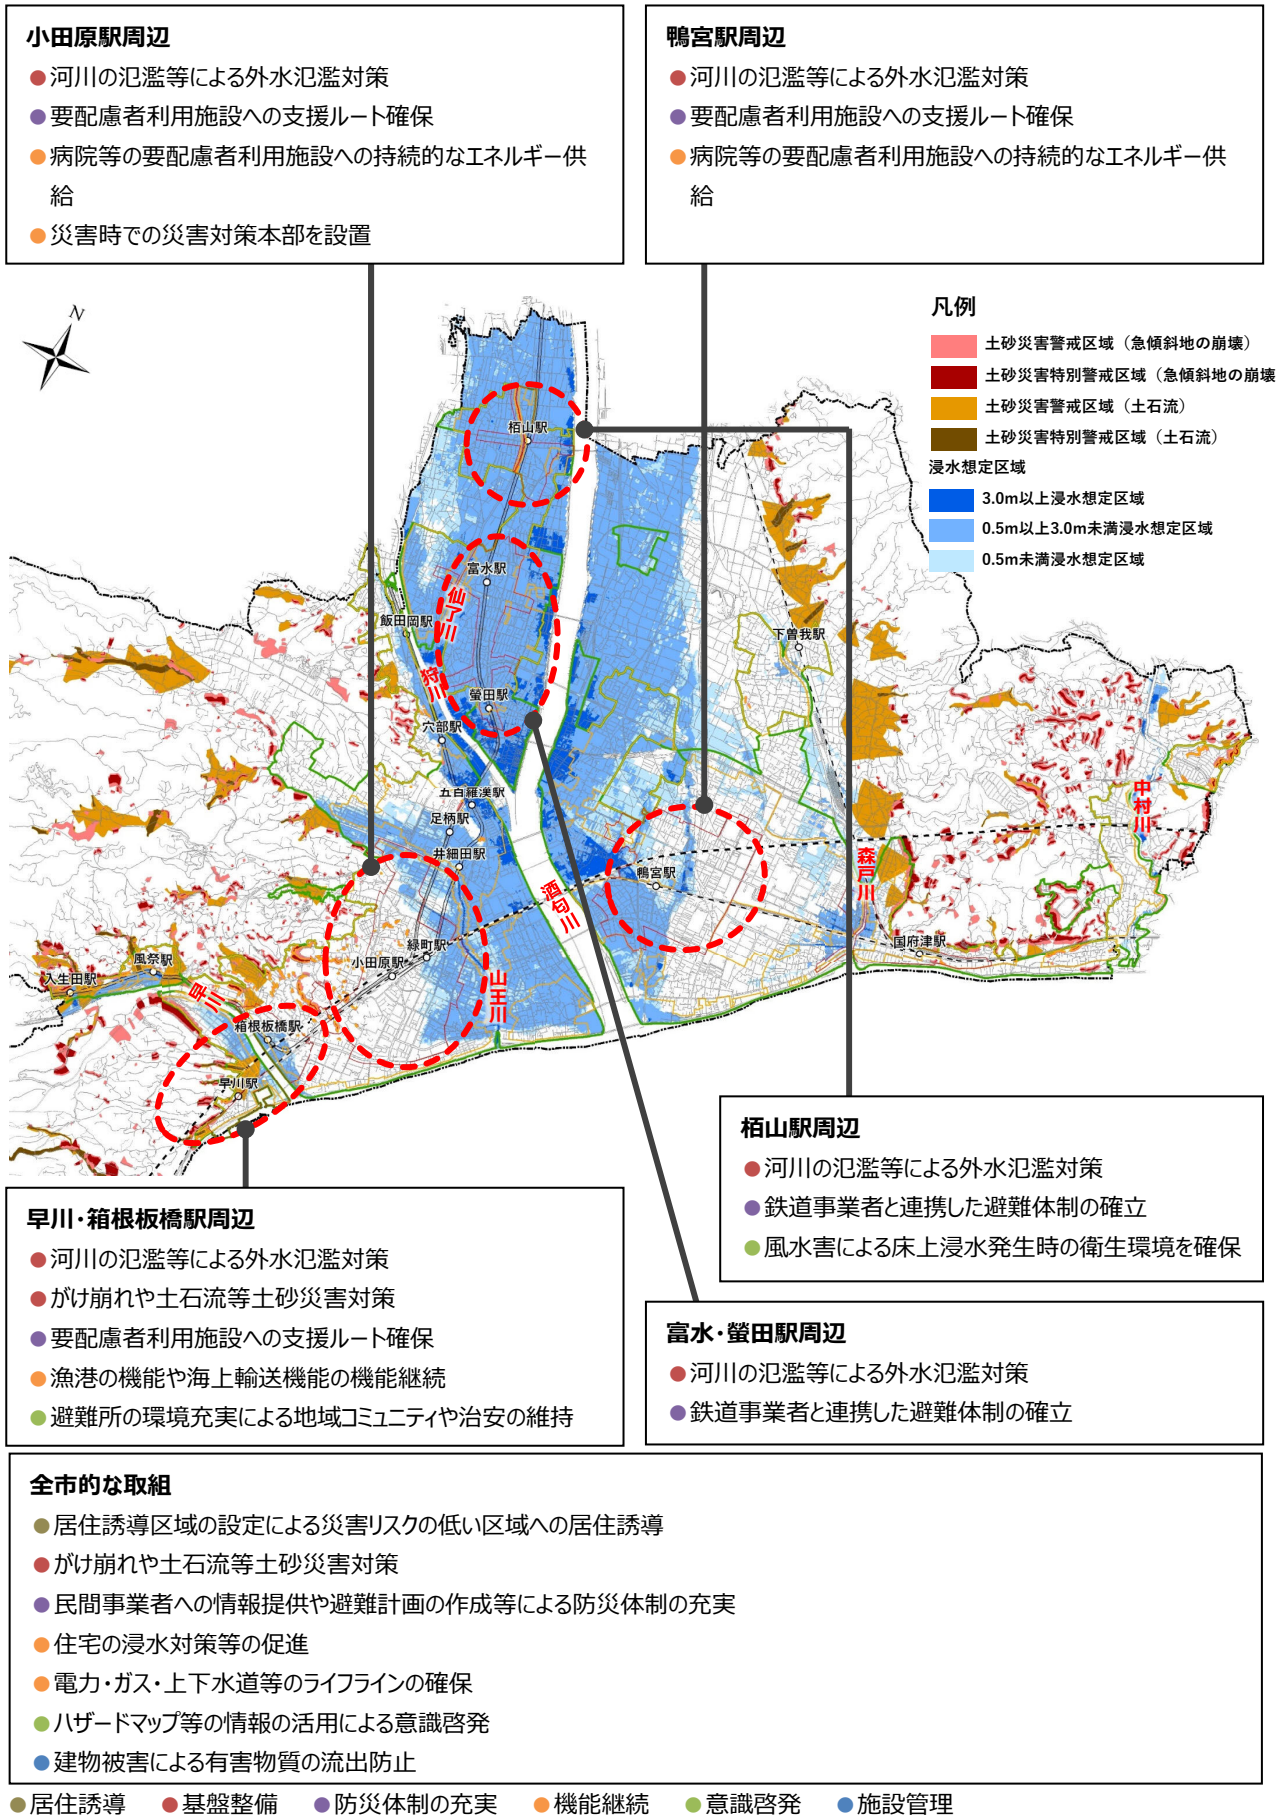 小田原駅周辺
●河川の氾濫等による外水氾濫対策
●要配慮者利用施設への支援ルート確保
●病院等の要配慮者利用施設への持続的なエネルギー供
給
●災害時での災害対策本部を設置
鴨宮駅周辺
●河川の氾濫等による外水氾濫対策
●要配慮者利用施設への支援ルート確保
●病院等の要配慮者利用施設への持続的なエネルギー供
給
N
凡例
土砂災害警戒区域（急傾斜地の崩壊）
土砂災害特別警戒区域（急傾斜地の崩壊
土砂災害警戒区域（土石流）
土砂災害特別警戒区域（土石流）
浸水想定区域
3.0m以上浸水想定区域
0.5m以上3.0m未満浸水想定区域
0.5m未満浸水想定区域
栢山駅
富水駅
飯田岡駅
仙了川
狩川
螢田駅
穴部駅
五百羅漢駅
足柄駅
井細田駅
下曽我駅
中村川
森戸川
鴨宮駅
酒匂川
国府津駅
緑町駅
小田原駅
山王川
風祭駅
入生田駅
早川
箱根板橋駅
早川駅
栢山駅周辺
●河川の氾濫等による外水氾濫対策
●鉄道事業者と連携した避難体制の確立
●風水害による床上浸水発生時の衛生環境を確保
早川・箱根板橋駅周辺
●河川の氾濫等による外水氾濫対策
●がけ崩れや土石流等土砂災害対策
●要配慮者利用施設への支援ルート確保
●漁港の機能や海上輸送機能の機能継続
●避難所の環境充実による地域コミュニティや治安の維持
富水・螢田駅周辺
●河川の氾濫等による外水氾濫対策
●鉄道事業者と連携した避難体制の確立
全市的な取組
●居住誘導区域の設定による災害リスクの低い区域への居住誘導
●がけ崩れや土石流等土砂災害対策
●民間事業者への情報提供や避難計画の作成等による防災体制の充実
●住宅の浸水対策等の促進
●電力・ガス・上下水道等のライフラインの確保
●ハザードマップ等の情報の活用による意識啓発
●建物被害による有害物質の流出防止
●居住誘導 ●基盤整備 ●防災体制の充実 ●機能継続 ●意識啓発 ●施設管理